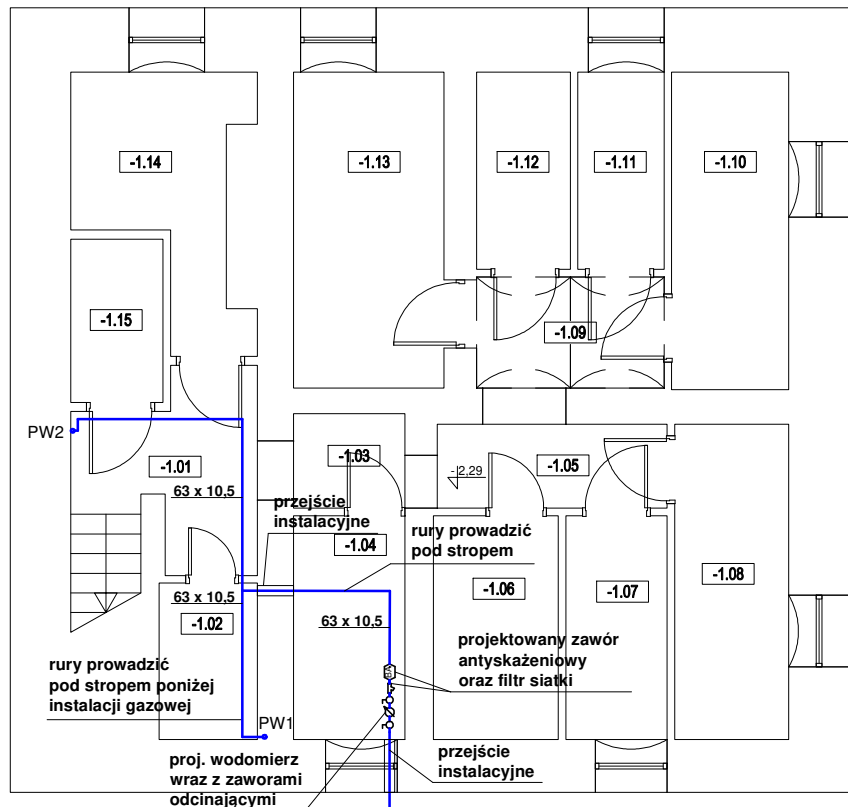 -1.14
-1.13
-1.12
-1.11
-1.10
-1.15
-1.09
PW2
-1.03
-1.01
-2,29
-1.05
63 x 10,5
przejście
instalacyjne
-1.04
rury prowadzić
pod stropem
-1.06
-1.07
-1.08
63 x 10,5
-1.02
63 x 10,5
projektowany zawór
antyskażeniowy
oraz filtr siatki
BA
rury prowadzić
pod stropem poniżej
instalacji gazowej
PW1
proj. wodomierz
wraz z zaworami
odcinającymi
przejście
instalacyjne